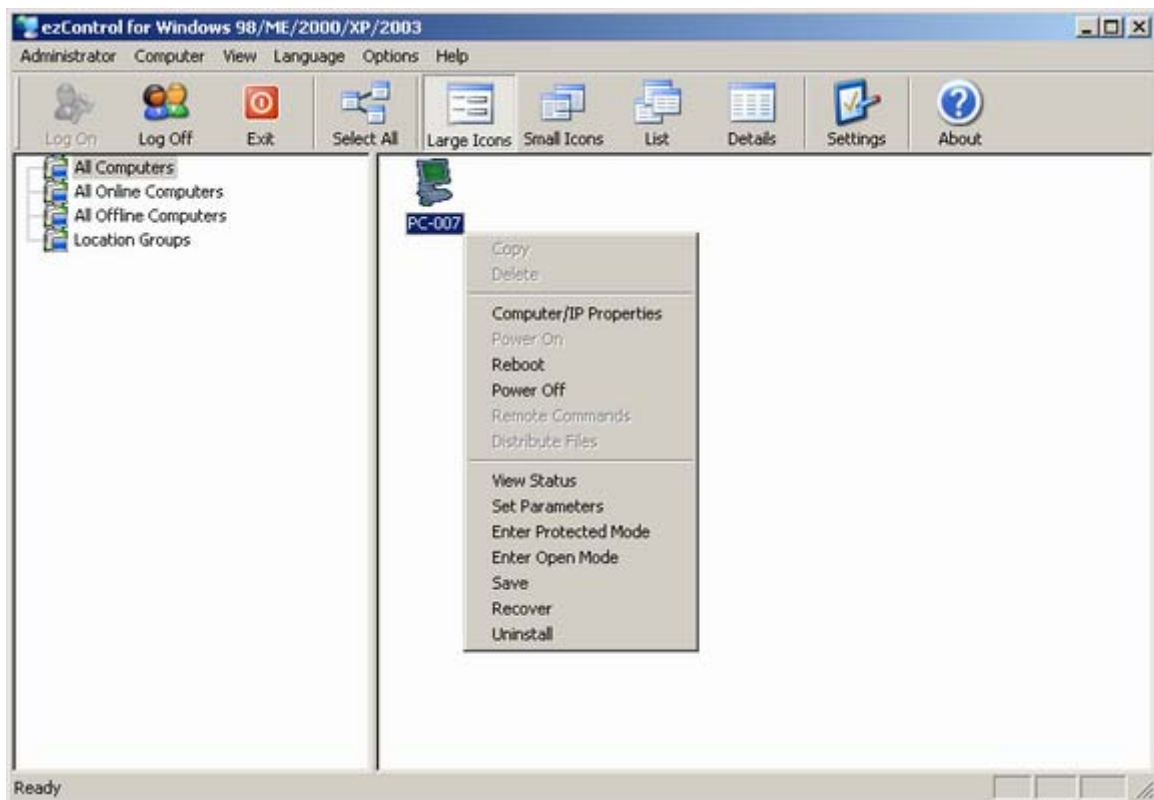 ezControl for Windows 98/ME/2000/XP/2003
Administrator Computer View Language Options Help
Log On Log Off Exit Select All Large Icons Small Icons List Details Settings About
All Computers
All Online Computers
All Offline Computers
Location Groups
PC-007
Copy
Delete
Computer/IP Properties
Power On
Reboot
Power Off
Remote Commands
Distribute Files
View Status
Set Parameters
Enter Protected Mode
Enter Open Mode
Save
Recover
Uninstall
Ready